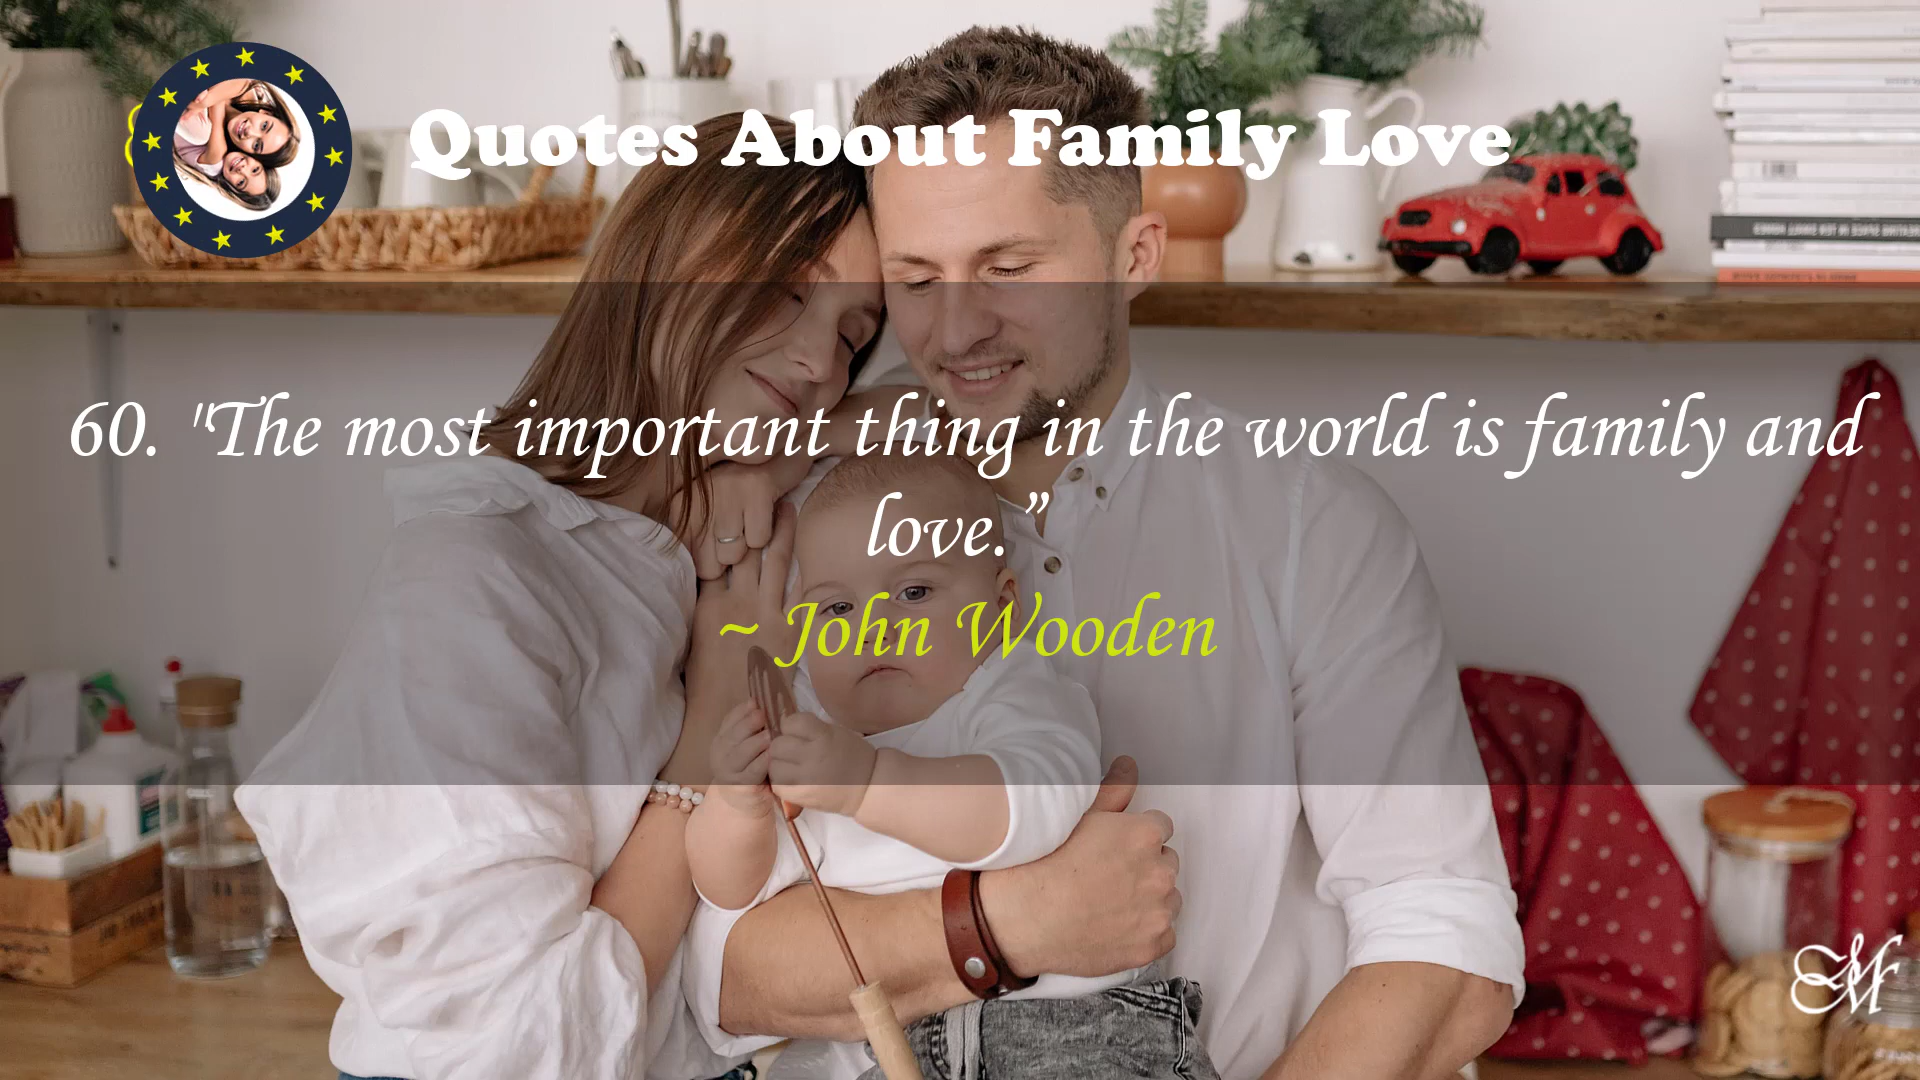 Quotes About Family Love
60. "The most important thing in the world is family and
love.”
~ John Wooden